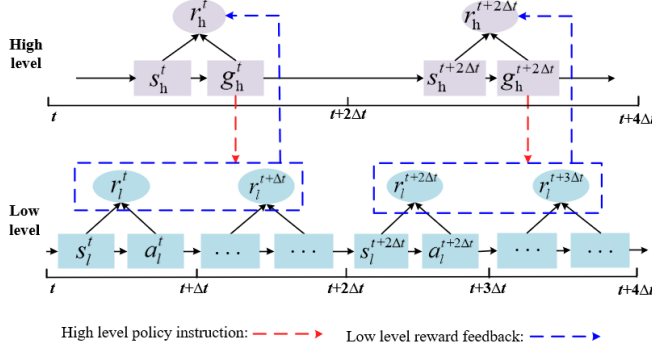 r_h^t r_h^{t+2Δt}
High level
s_h^t g_h^t s_h^{t+2Δt} g_h^{t+2Δt}
t t+2Δt t+4Δt
r_l^t r_l^{t+Δt} r_l^{t+2Δt} r_l^{t+3Δt}
Low level
s_l^t a_l^t ··· ··· s_l^{t+2Δt} a_l^{t+2Δt} ··· ···
t t+Δt t+2Δt t+3Δt t+4Δt
High level policy instruction: Low level reward feedback: